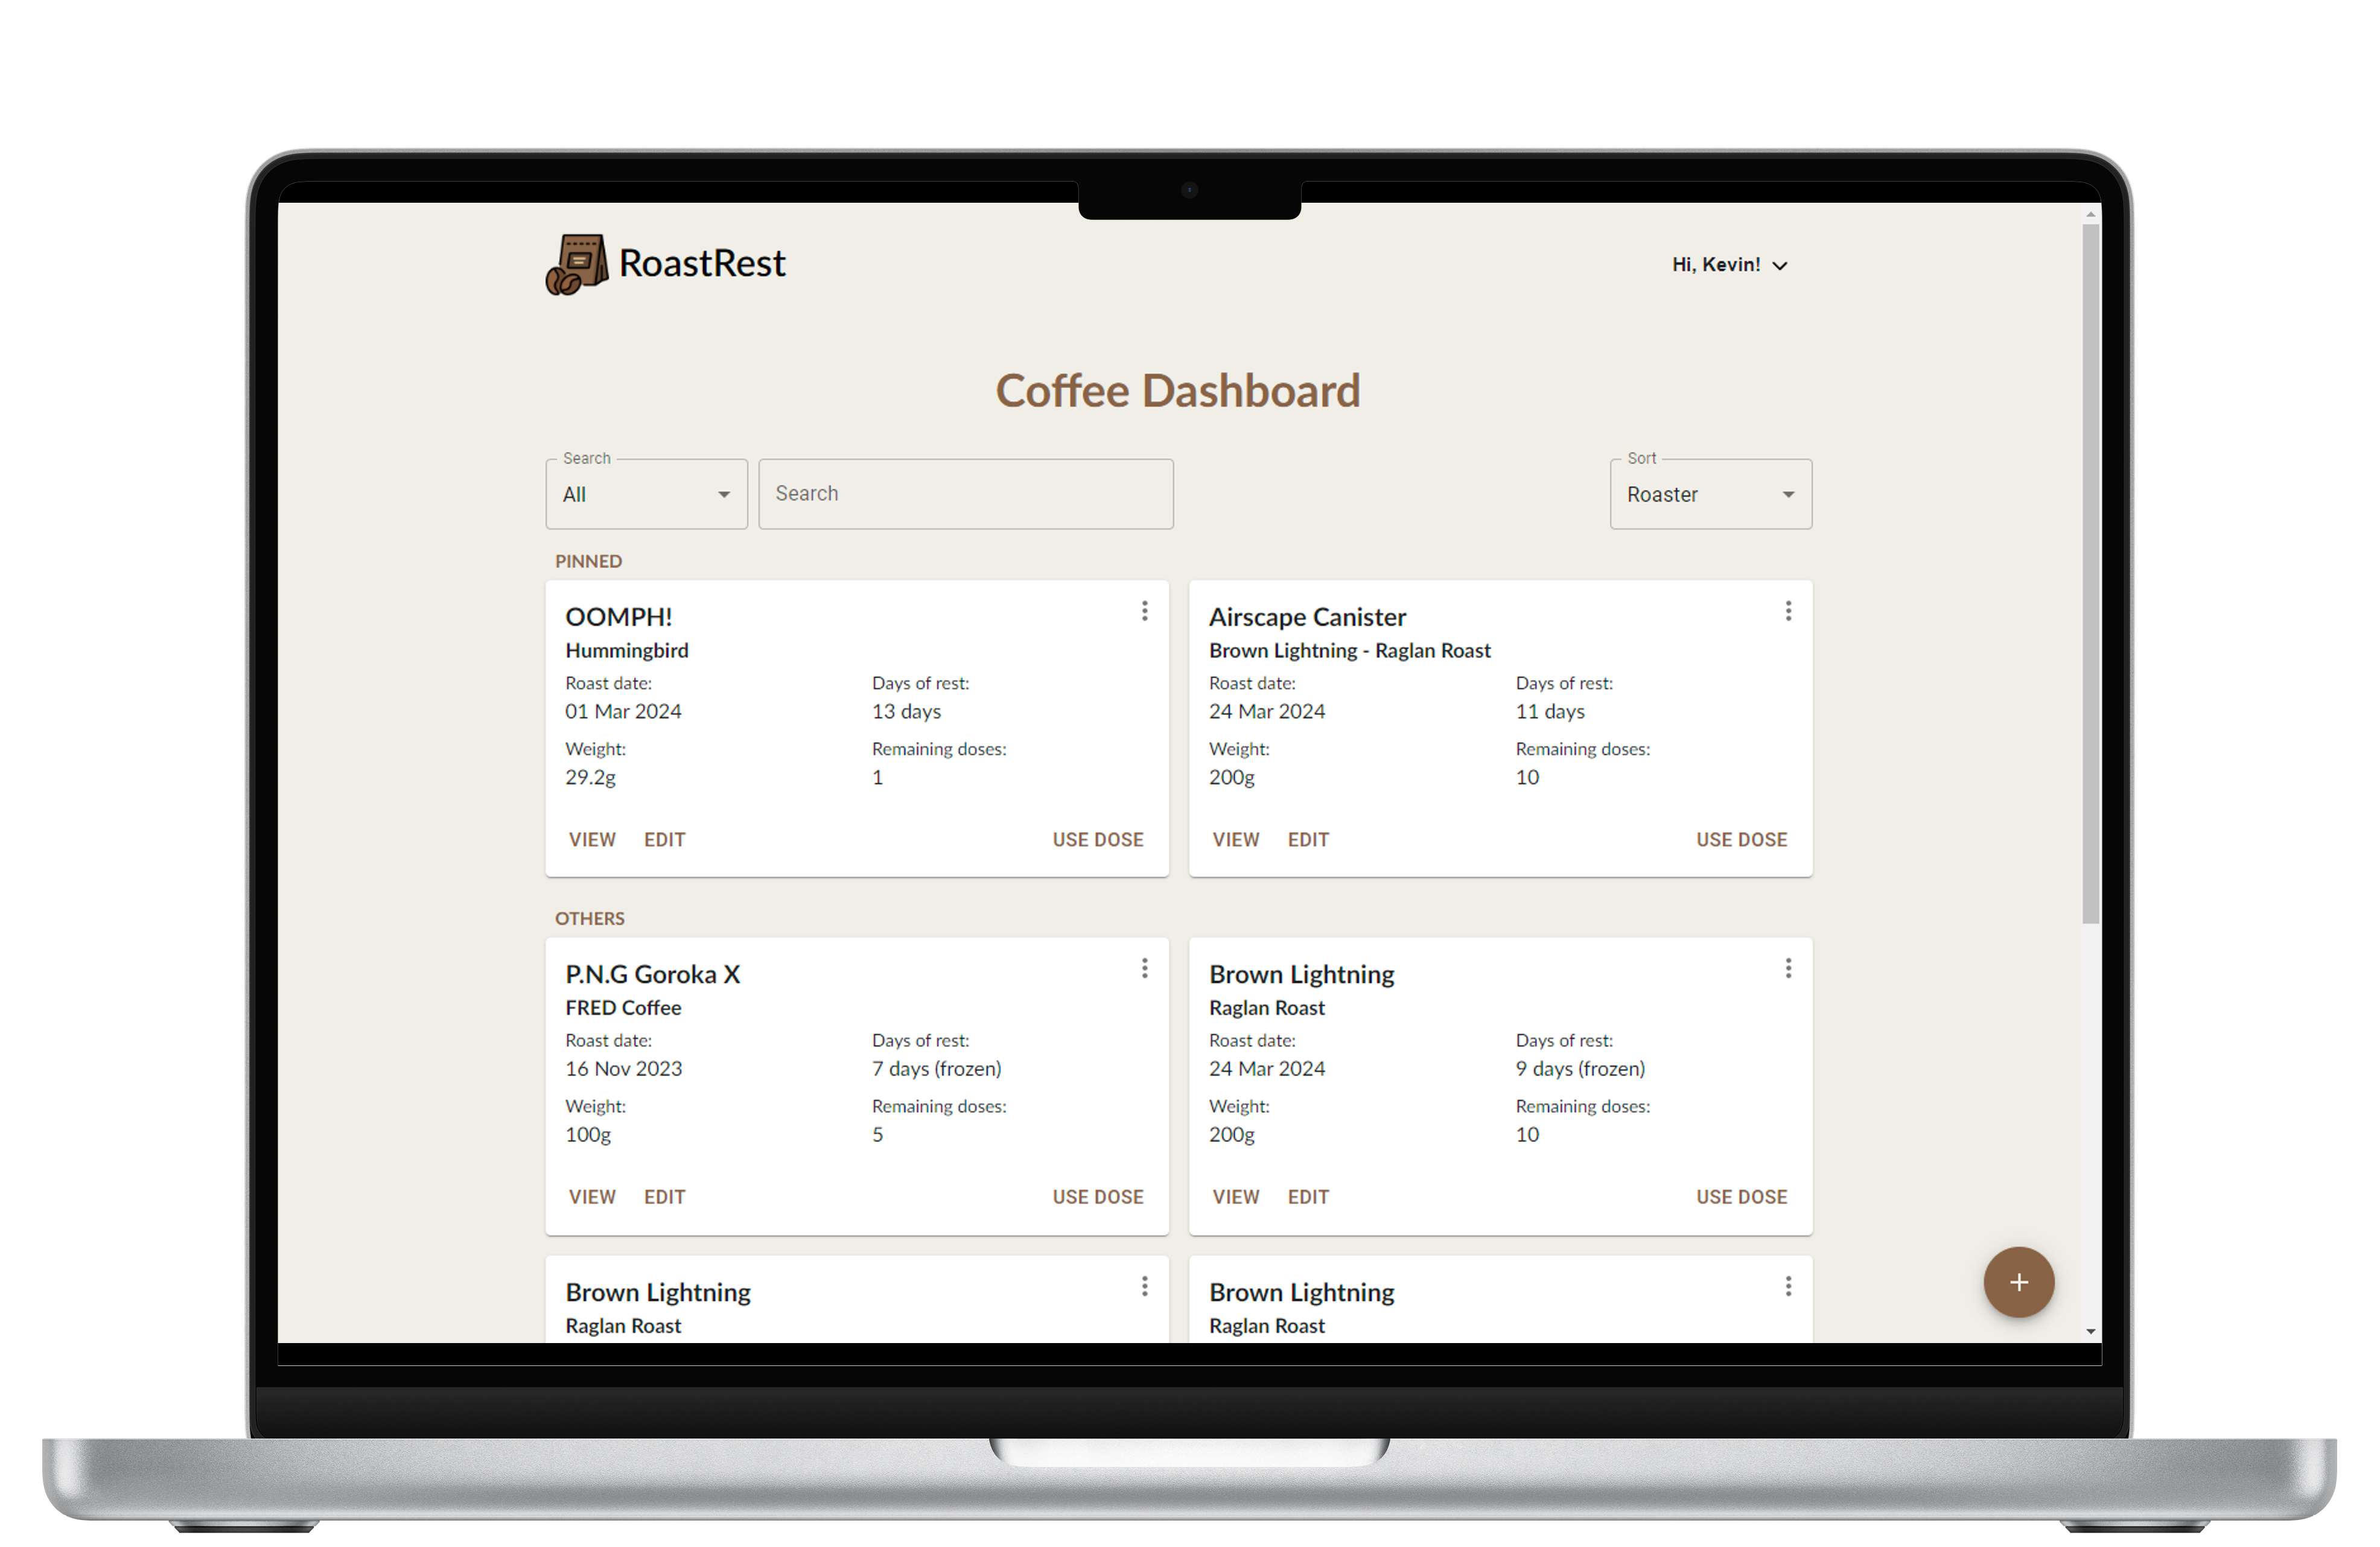 RoastRest
Hi, Kevin!
Coffee Dashboard
Search
All
Search
Sort
Roaster
PINNED
OOMPH!
Hummingbird
Roast date:
Days of rest:
01 Mar 2024
13 days
Weight:
Remaining doses:
29.2g
1
VIEW EDIT USE DOSE
Airscape Canister
Brown Lightning - Raglan Roast
Roast date:
Days of rest:
24 Mar 2024
11 days
Weight:
Remaining doses:
200g
10
VIEW EDIT USE DOSE
OTHERS
P.N.G Goroka X
FRED Coffee
Roast date:
Days of rest:
16 Nov 2023
7 days (frozen)
Weight:
Remaining doses:
100g
5
VIEW EDIT USE DOSE
Brown Lightning
Raglan Roast
Roast date:
Days of rest:
24 Mar 2024
9 days (frozen)
Weight:
Remaining doses:
200g
10
VIEW EDIT USE DOSE
Brown Lightning
Raglan Roast
Brown Lightning
Raglan Roast